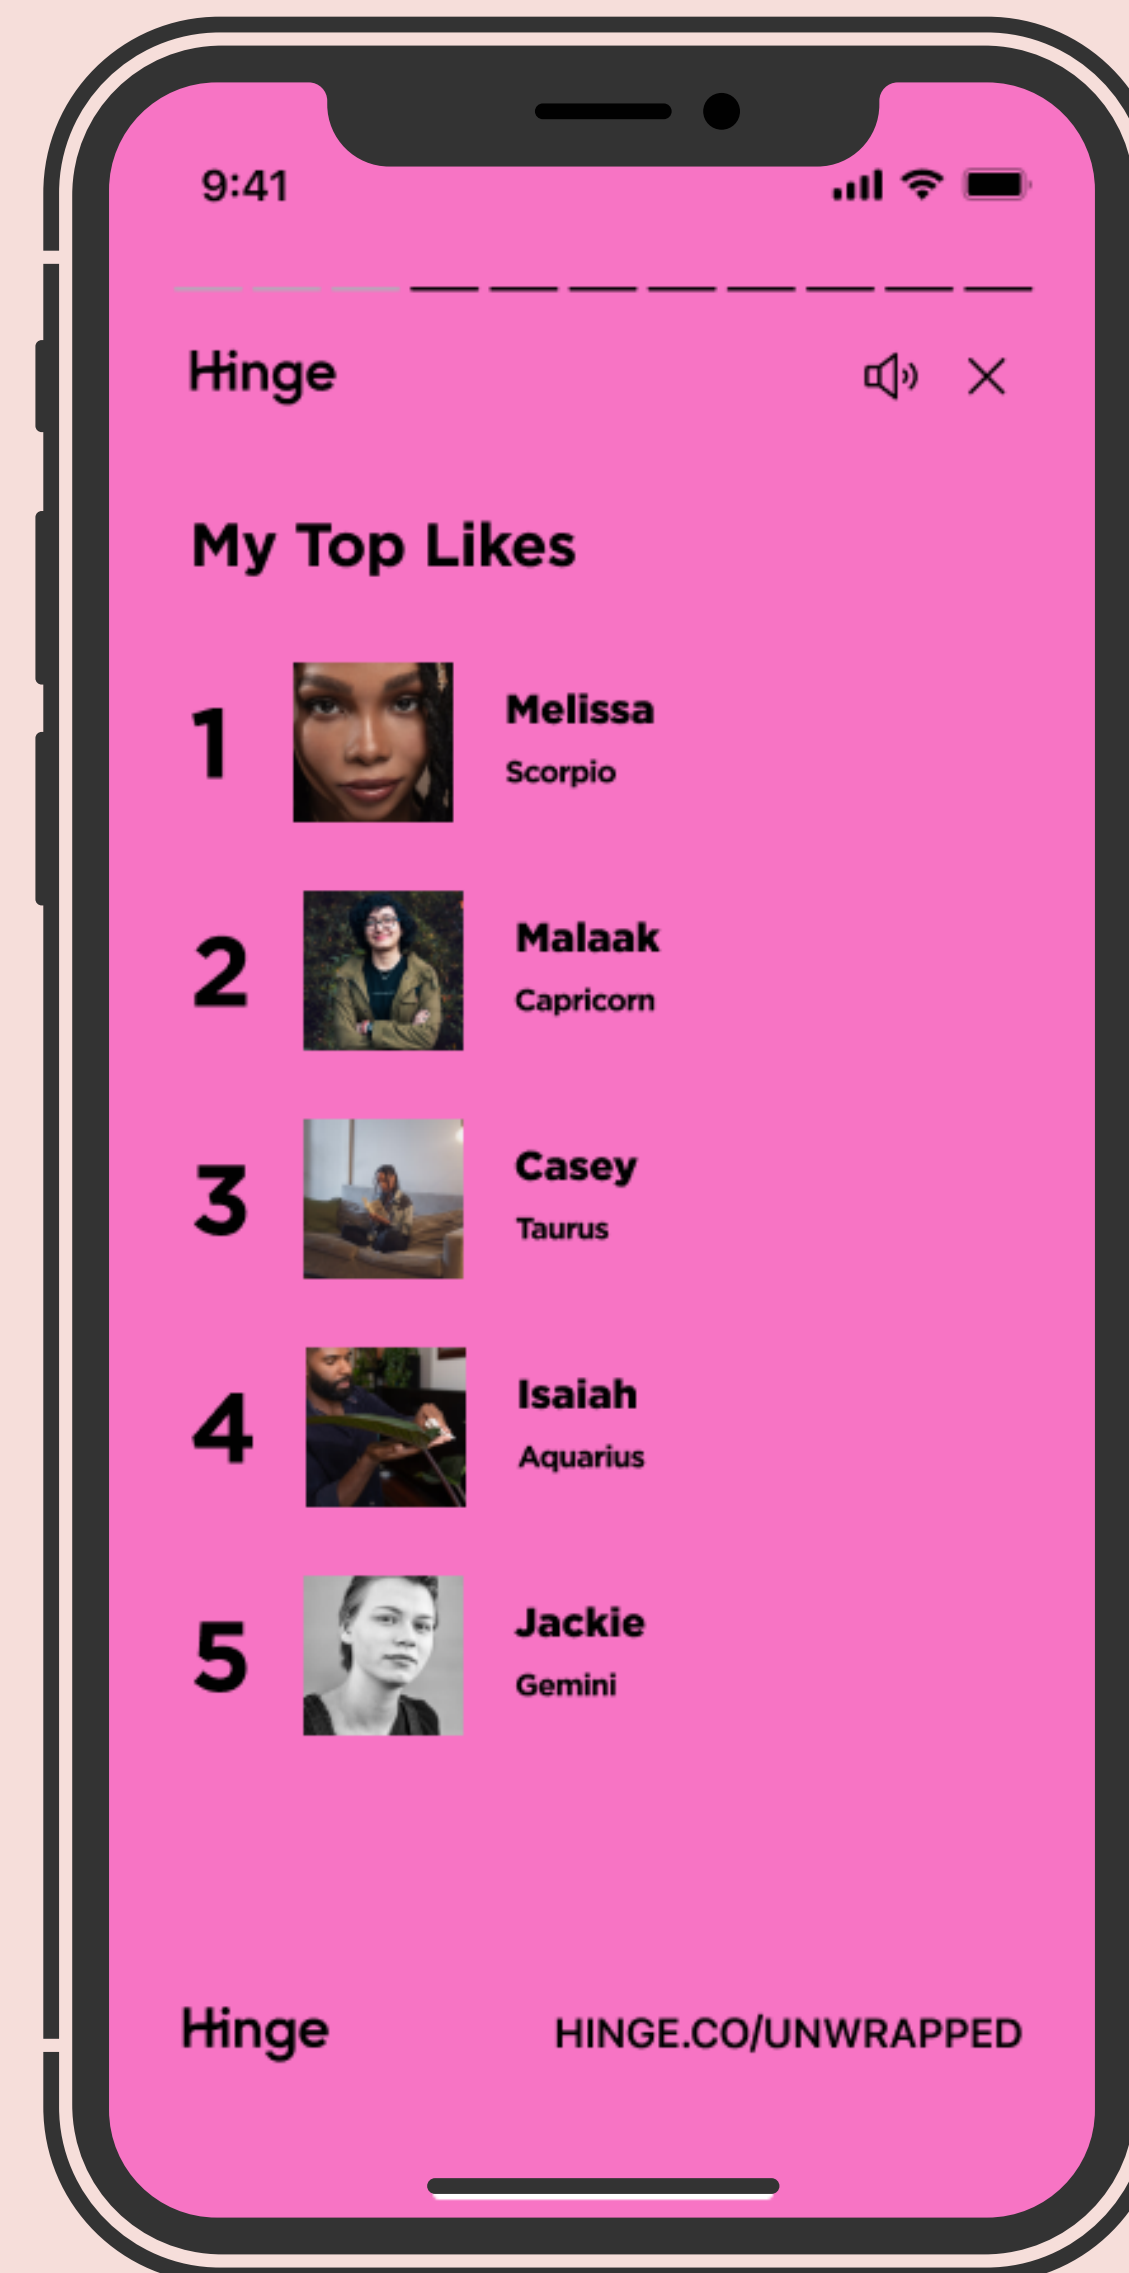 9:41
Hinge
My Top Likes
1
Melissa
Scorpio
2
Malaak
Capricorn
3
Casey
Taurus
4
Isaiah
Aquarius
5
Jackie
Gemini
Hinge
HINGE.CO/UNWRAPPED